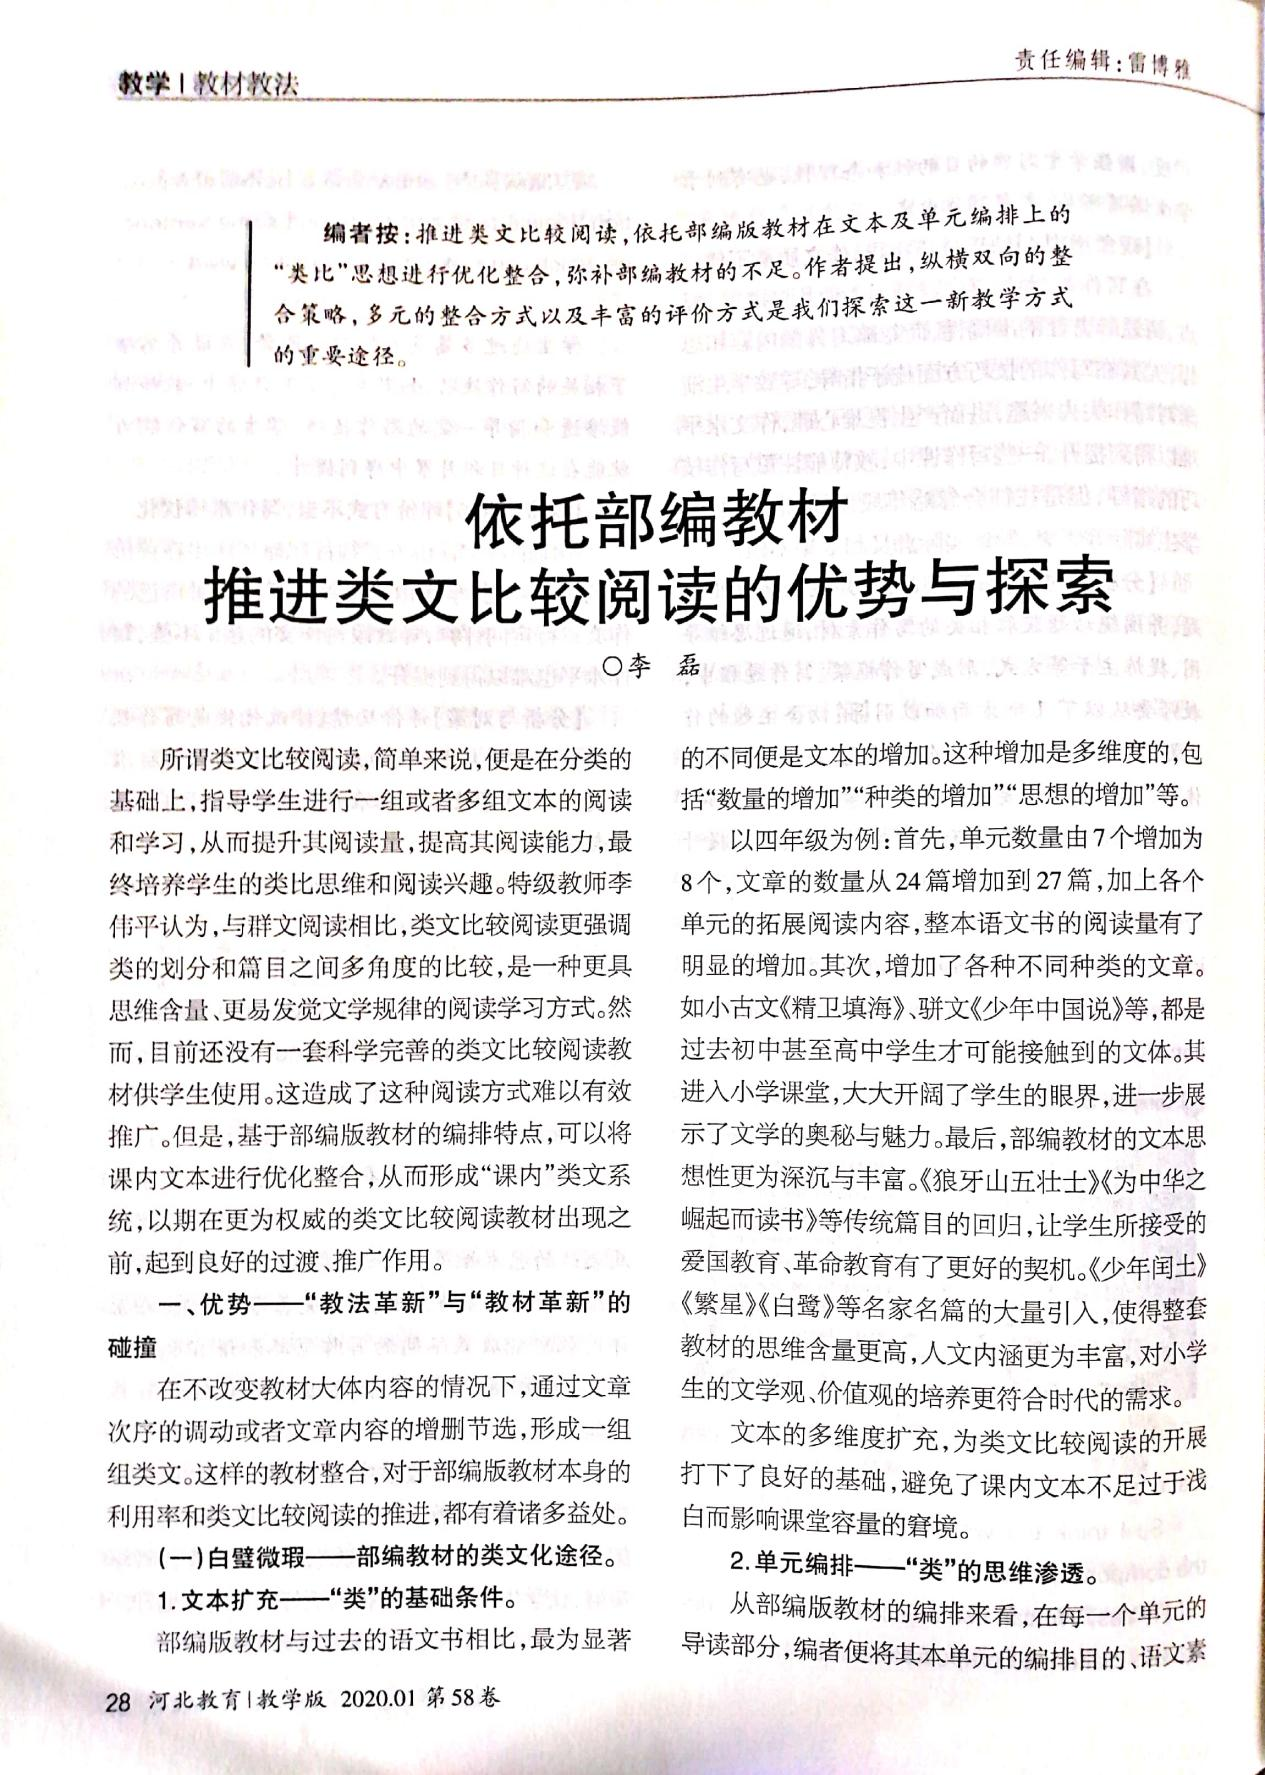 教学 | 教材教法
责任编辑：雷博雅
编者按：推进类文比较阅读，依托部编版教材在文本及单元编排上的
“类比”思想进行优化整合，弥补部编教材的不足。作者提出，纵横双向的整
合策略，多元的整合方式以及丰富的评价方式是我们探索这一新教学方式
的重要途径。
依托部编教材
推进类文比较阅读的优势与探索
○李　磊
所谓类文比较阅读，简单来说，便是在分类的
基础上，指导学生进行一组或者多组文本的阅读
和学习，从而提升其阅读量，提高其阅读能力，最
终培养学生的类比思维和阅读兴趣。特级教师李
伟平认为，与群文阅读相比，类文比较阅读更强调
类的划分和篇目之间多角度的比较，是一种更具
思维含量、更易发觉文学规律的阅读学习方式。然
而，目前还没有一套科学完善的类文比较阅读教
材供学生使用。这造成了这种阅读方式难以有效
推广。但是，基于部编版教材的编排特点，可以将
课内文本进行优化整合，从而形成“课内”类文系
统，以期在更为权威的类文比较阅读教材出现之
前，起到良好的过渡、推广作用。
一、优势——“教法革新”与“教材革新”的
碰撞
在不改变教材大体内容的情况下，通过文章
次序的调动或者文章内容的增删节选，形成一组
组类文。这样的教材整合，对于部编版教材本身的
利用率和类文比较阅读的推进，都有着诸多益处。
(一)白璧微瑕——部编教材的类文化途径。
1.文本扩充——“类”的基础条件。
部编版教材与过去的语文书相比，最为显著
的不同便是文本的增加。这种增加是多维度的，包
括“数量的增加”“种类的增加”“思想的增加”等。
以四年级为例：首先，单元数量由7个增加为
8个，文章的数量从24篇增加到27篇，加上各个
单元的拓展阅读内容，整本语文书的阅读量有了
明显的增加。其次，增加了各种不同种类的文章。
如小古文《精卫填海》、骈文《少年中国说》等，都是
过去初中甚至高中学生才可能接触到的文体。其
进入小学课堂，大大开阔了学生的眼界，进一步展
示了文学的奥秘与魅力。最后，部编教材的文本思
想性更为深沉与丰富。《狼牙山五壮士》《为中华之
崛起而读书》等传统篇目的回归，让学生所接受的
爱国教育、革命教育有了更好的契机。《少年闰土》
《繁星》《白鹭》等名家名篇的大量引入，使得整套
教材的思维含量更高，人文内涵更为丰富，对小学
生的文学观、价值观的培养更符合时代的需求。
文本的多维度扩充，为类文比较阅读的开展
打下了良好的基础，避免了课内文本不足过于浅
白而影响课堂容量的窘境。
2.单元编排——“类”的思维渗透。
从部编版教材的编排来看，在每一个单元的
导读部分，编者便将其本单元的编排目的、语文素
28 河北教育 | 教学版 2020.01 第58卷